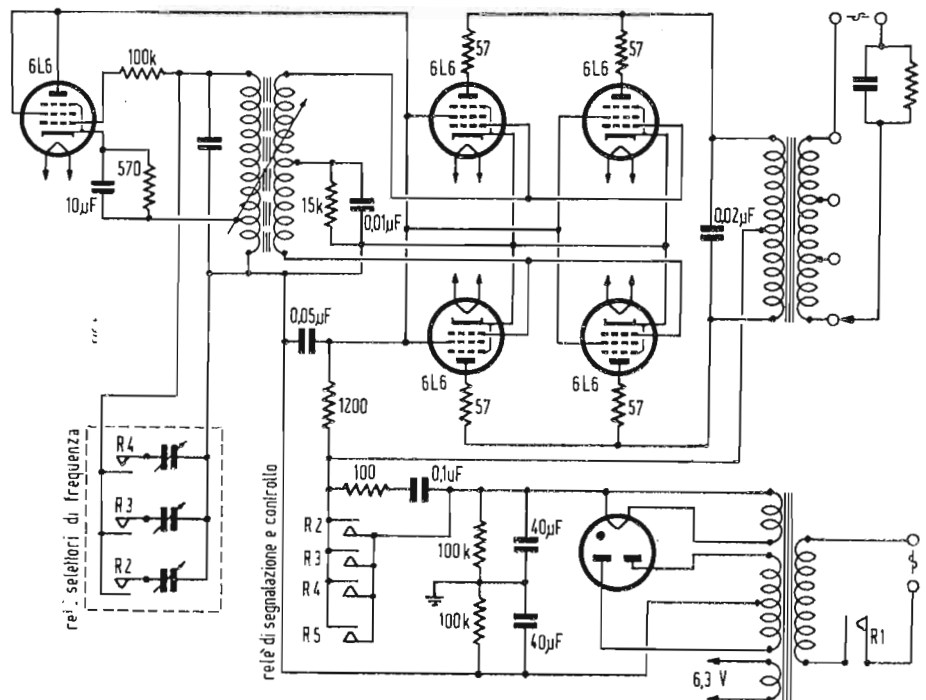 6L6
100k
570
10µF
15k
0,01µF
57
6L6
57
6L6
0,02µF
0,05µF
1200
6L6
57
6L6
57
selettori di frequenza
R4
R3
R2
relè di segnalazione e controllo
100
0,1uF
R2
R3
R4
R5
100k
40µF
100k
40µF
R1
6,3 V